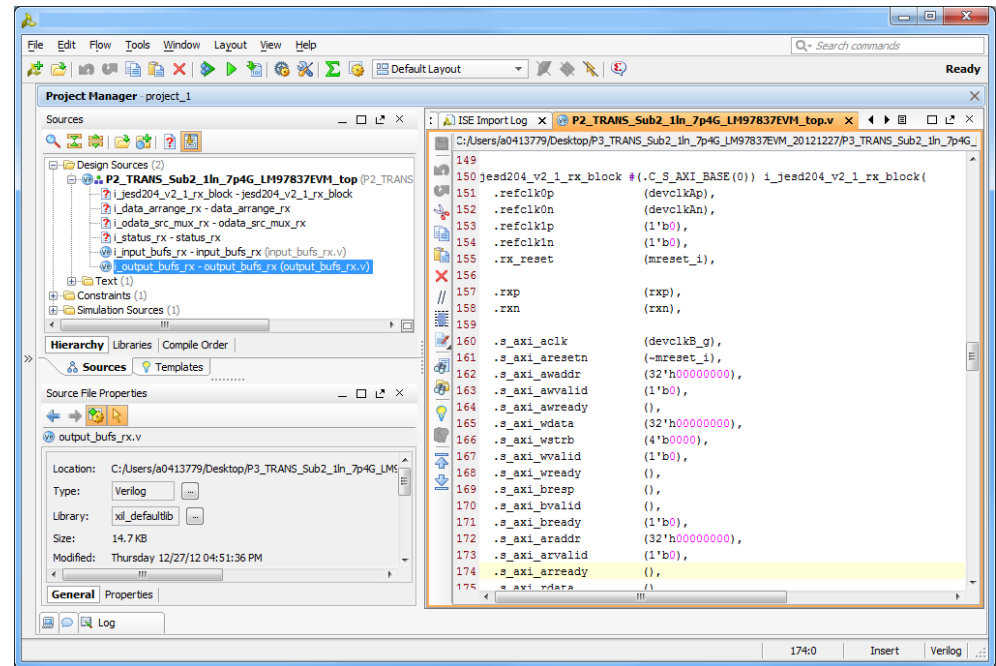 File Edit Flow Tools Window Layout View Help
Search commands
Default Layout
Ready
Project Manager - project_1
Sources
Design Sources (2)
P2_TRANS_Sub2_1ln_7p4G_LM97837EVM_top (P2_TRANS
i_jesd204_v2_1_rx_block - jesd204_v2_1_rx_block
i_data_arrange_rx - data_arrange_rx
i_odata_src_mux_rx - odata_src_mux_rx
i_status_rx - status_rx
i_input_bufs_rx - input_bufs_rx (input_bufs_rx.v)
i_output_bufs_rx - output_bufs_rx (output_bufs_rx.v)
Text (1)
Constraints (1)
Simulation Sources (1)
Hierarchy Libraries Compile Order
Sources Templates
Source File Properties
output_bufs_rx.v
Location: C:/Users/a0413779/Desktop/P3_TRANS_Sub2_1ln_7p4G_LM9
Type: Verilog ...
Library: xil_defaultlib ...
Size: 14.7 KB
Modified: Thursday 12/27/12 04:51:36 PM
General Properties
Log
ISE Import Log P2_TRANS_Sub2_1ln_7p4G_LM97837EVM_top.v
C:/Users/a0413779/Desktop/P3_TRANS_Sub2_1ln_7p4G_LM97837EVM_20121227/P3_TRANS_Sub2_1ln_7p4G_
149
150 jesd204_v2_1_rx_block #(.C_S_AXI_BASE(0)) i_jesd204_v2_1_rx_block(
151 .refclk0p (devclkAp),
152 .refclk0n (devclkAn),
153 .refclk1p (1'b0),
154 .refclk1n (1'b0),
155 .rx_reset (mreset_i),
156
157 .rxp (rxp),
158 .rxn (rxn),
159
160 .s_axi_aclk (devclkB_g),
161 .s_axi_aresetn (~mreset_i),
162 .s_axi_awaddr (32'h00000000),
163 .s_axi_awvalid (1'b0),
164 .s_axi_awready (),
165 .s_axi_wdata (32'h00000000),
166 .s_axi_wstrb (4'b0000),
167 .s_axi_wvalid (1'b0),
168 .s_axi_wready (),
169 .s_axi_bresp (),
170 .s_axi_bvalid (),
171 .s_axi_bready (1'b0),
172 .s_axi_araddr (32'h00000000),
173 .s_axi_arvalid (1'b0),
174 .s_axi_arready (),
175 .s_axi_rdata ()
174:0 Insert Verilog